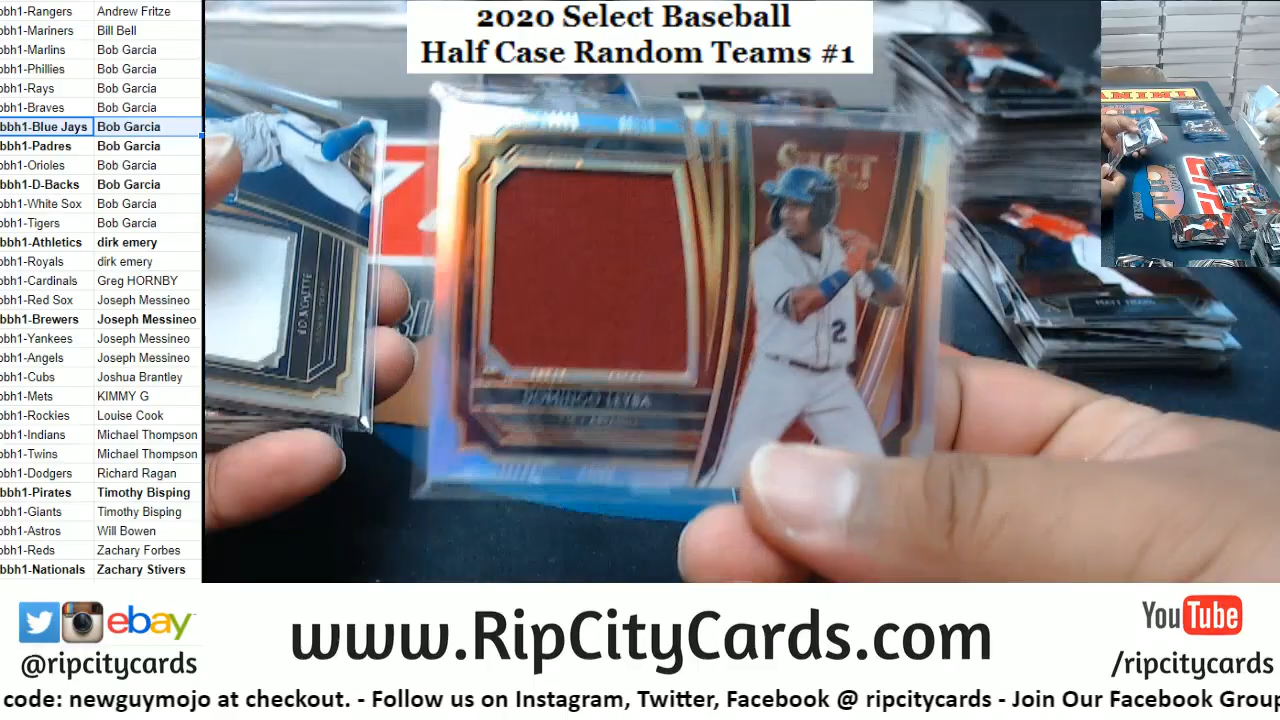 2020 Select Baseball
Half Case Random Teams #1
bbh1-Rangers Andrew Fritze
bbh1-Mariners Bill Bell
bbh1-Marlins Bob Garcia
bbh1-Phillies Bob Garcia
bbh1-Rays Bob Garcia
bbh1-Braves Bob Garcia
bbh1-Blue Jays Bob Garcia
bbh1-Padres Bob Garcia
bbh1-Orioles Bob Garcia
bbh1-D-Backs Bob Garcia
bbh1-White Sox Bob Garcia
bbh1-Tigers Bob Garcia
bbh1-Athletics dirk emery
bbh1-Royals dirk emery
bbh1-Cardinals Greg HORNBY
bbh1-Red Sox Joseph Messineo
bbh1-Brewers Joseph Messineo
bbh1-Yankees Joseph Messineo
bbh1-Angels Joseph Messineo
bbh1-Cubs Joshua Brantley
bbh1-Mets KIMMY G
bbh1-Rockies Louise Cook
bbh1-Indians Michael Thompson
bbh1-Twins Michael Thompson
bbh1-Dodgers Richard Ragan
bbh1-Pirates Timothy Bisping
bbh1-Giants Timothy Bisping
bbh1-Astros Will Bowen
bbh1-Reds Zachary Forbes
bbh1-Nationals Zachary Stivers
SELECT
2
DOMINGO LEYBA
ebay
@ripcitycards
www.RipCityCards.com
YouTube
/ripcitycards
code: newguymojo at checkout. - Follow us on Instagram, Twitter, Facebook @ ripcitycards - Join Our Facebook Group